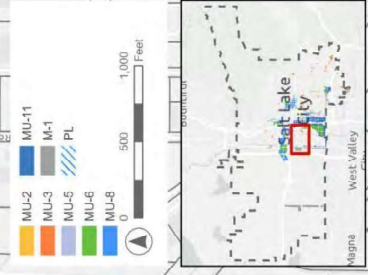 MU-2
MU-3
MU-5
MU-6
MU-8
MU-11
M-1
PL
0 500 1,000
Feet
Bountiful
Salt Lake
City
West Valley
Magna